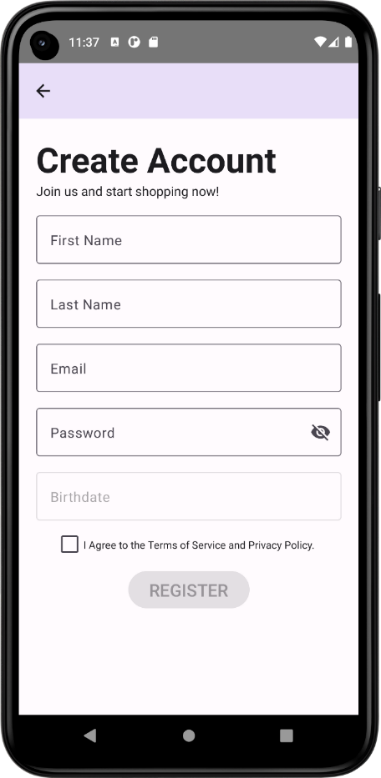 11:37
Create Account
Join us and start shopping now!
First Name
Last Name
Email
Password
Birthdate
I Agree to the Terms of Service and Privacy Policy.
REGISTER